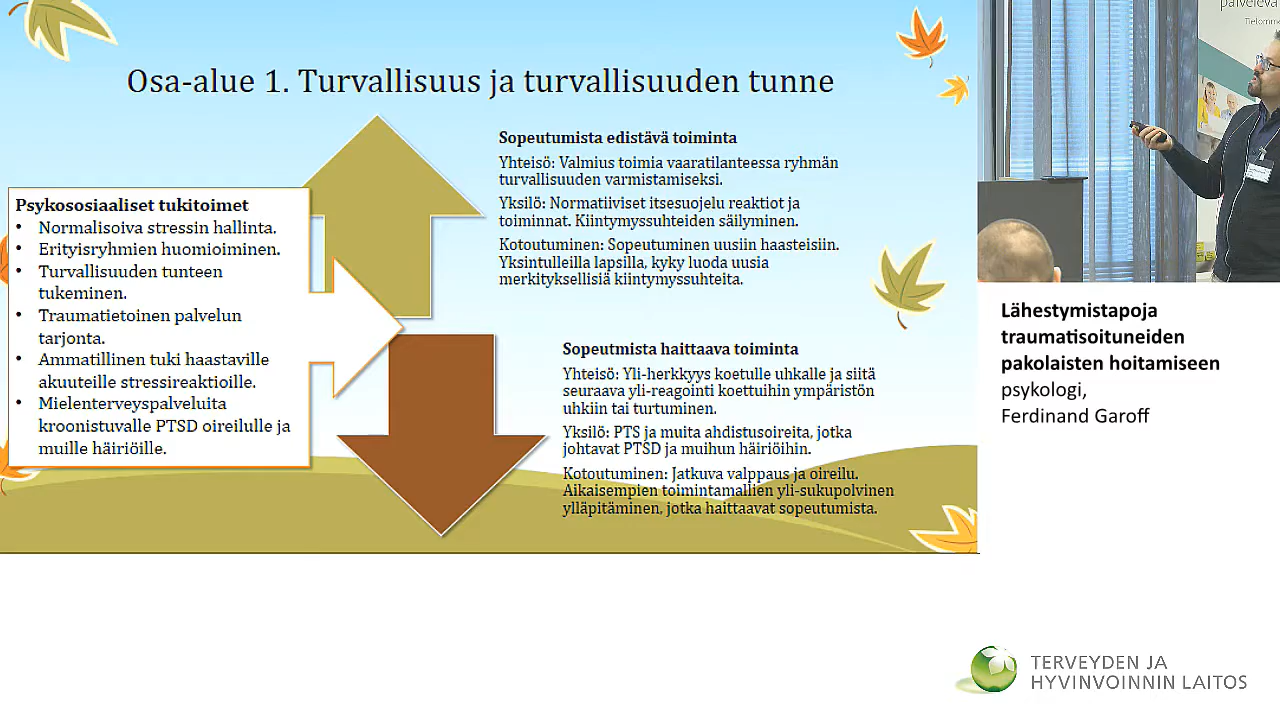 Osa-alue 1. Turvallisuus ja turvallisuuden tunne
Psykososiaaliset tukitoimet
• Normalisoiva stressin hallinta.
• Erityisryhmien huomioiminen.
• Turvallisuuden tunteen
tukeminen.
• Traumatietoinen palvelun
tarjonta.
• Ammatillinen tuki haastaville
akuuteille stressireaktioille.
• Mielenterveyspalveluita
kroonistuvalle PTSD oireilulle ja
muille häiriöille.
Sopeutumista edistävä toiminta
Yhteisö: Valmius toimia vaaratilanteessa ryhmän
turvallisuuden varmistamiseksi.
Yksilö: Normatiiviset itsesuojelu reaktiot ja
toiminnat. Kiintymyssuhteiden säilyminen.
Kotoutuminen: Sopeutuminen uusiin haasteisiin.
Yksintulleilla lapsilla, kyky luoda uusia
merkityksellisiä kiintymyssuhteita.
Sopeutmista haittaava toiminta
Yhteisö: Yli-herkkyys koetulle uhkalle ja siitä
seuraava yli-reagointi koettuihin ympäristön
uhkiin tai turtuminen.
Yksilö: PTS ja muita ahdistusoireita, jotka
johtavat PTSD ja muihun häiriöihin.
Kotoutuminen: Jatkuva valppaus ja oireilu.
Aikaisempien toimintamallien yli-sukupolvinen
ylläpitäminen, jotka haittaavat sopeutumista.
palveleva
Lähestymistapoja
traumatisoituneiden
pakolaisten hoitamiseen
psykologi,
Ferdinand Garoff
TERVEYDEN JA
HYVINVOINNIN LAITOS